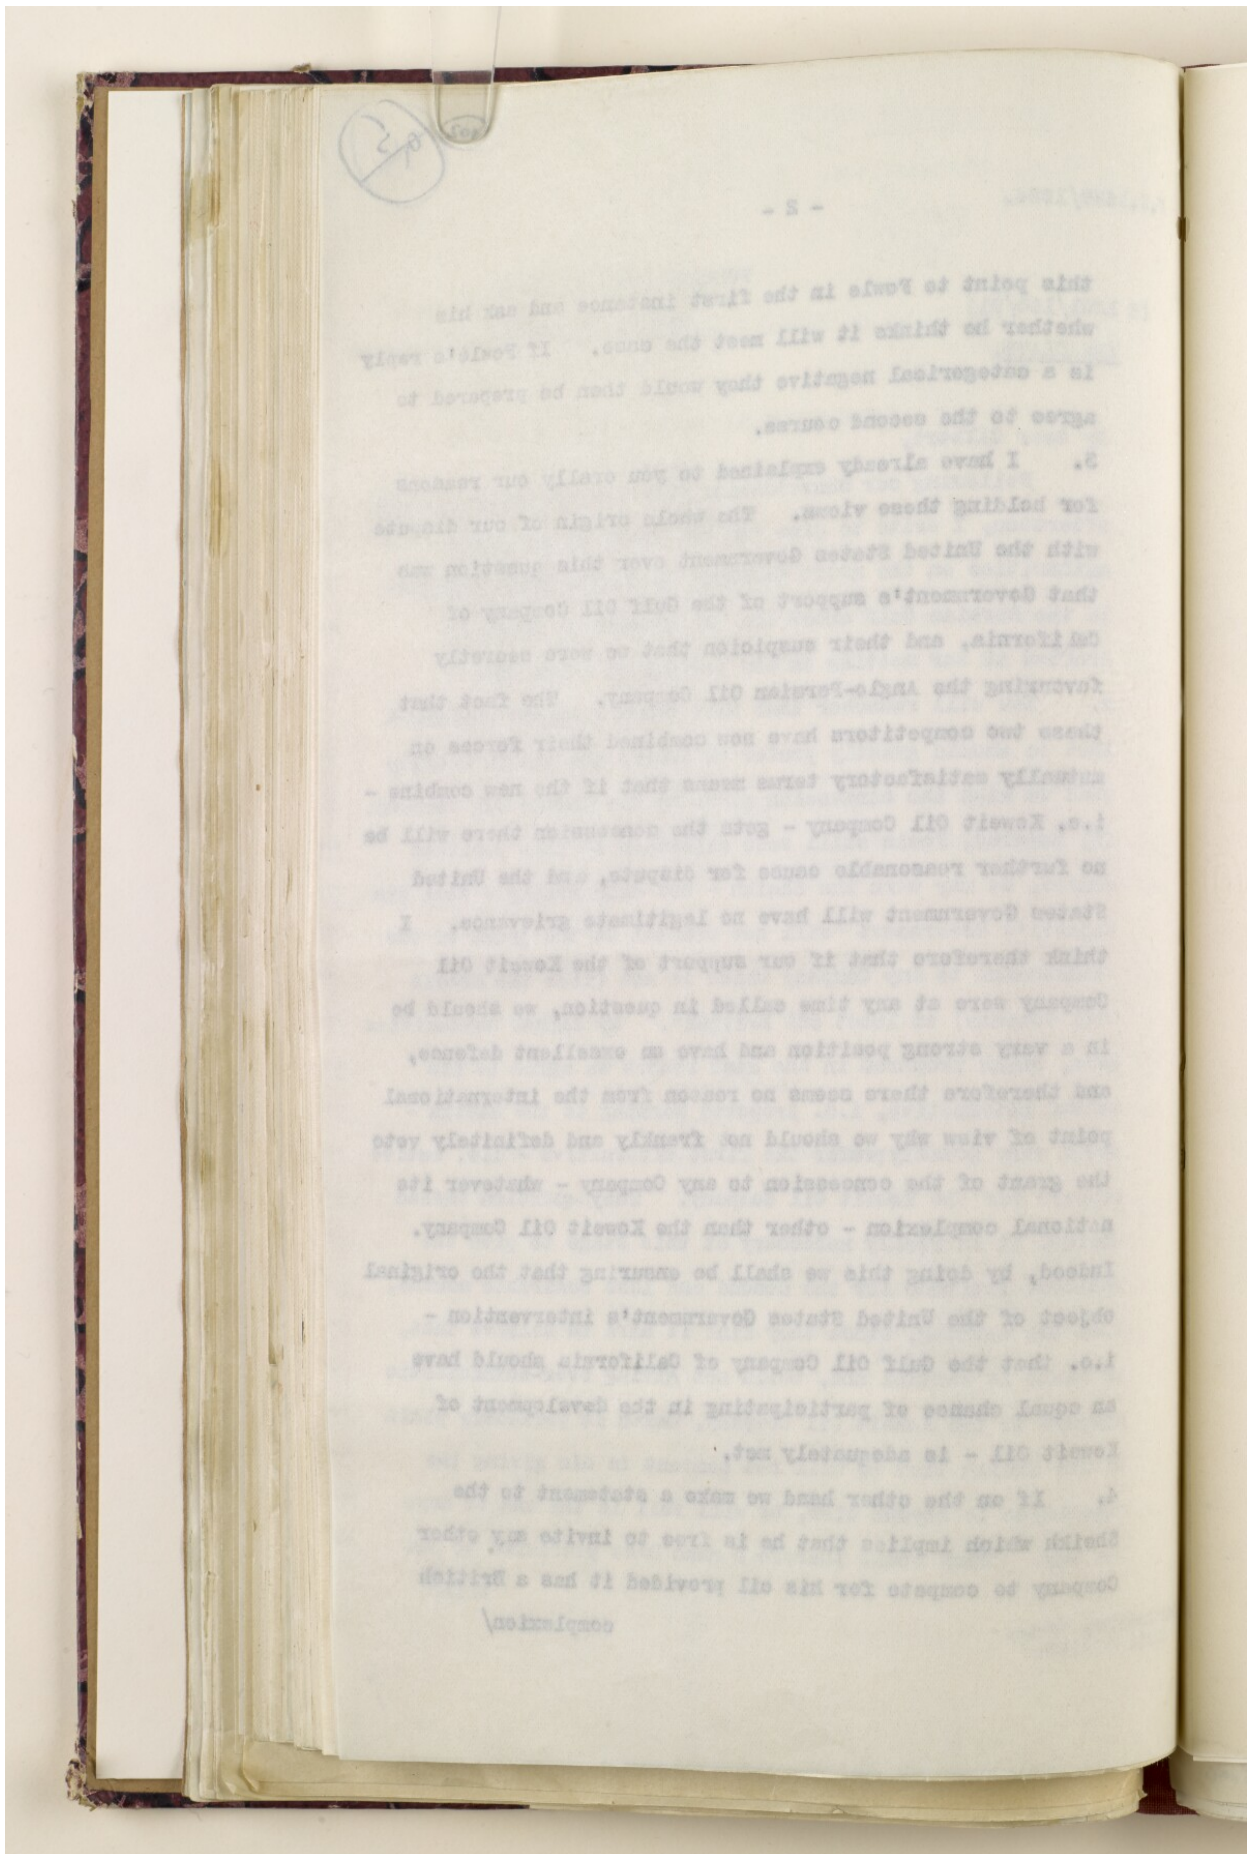 - 2 -
this point to Fowle in the first instance and ask his
whether he thinks it will meet the case. If Fowle's reply
is a categorical negative they would then be prepared to
agree to the second course.
3. I have already explained to you orally our reasons
for holding these views. The whole origin of our dispute
with the United States Government over this question was
that Government's support of the Gulf Oil Company of
California, and their suspicion that we were secretly
favouring the Anglo-Persian Oil Company. The fact that
these two competitors have now combined their forces on
mutually satisfactory terms means that if the new combine -
i.e. Koweit Oil Company - gets the concession there will be
no further reasonable cause for dispute, and the United
States Government will have no legitimate grievance. I
think therefore that if our support of the Koweit Oil
Company were at any time called in question, we should be
in a very strong position and have an excellent defence,
and therefore there seems no reason from the international
point of view why we should not frankly and definitely veto
the grant of the concession to any Company - whatever its
national complexion - other than the Koweit Oil Company.
Indeed, by doing this we shall be ensuring that the original
object of the United States Government's intervention -
i.e. that the Gulf Oil Company of California should have
an equal chance of participating in the development of
Koweit Oil - is adequately met.
4. If on the other hand we make a statement to the
Sheikh which implies that he is free to invite any other
Company to compete for his oil provided it has a British
complexion/